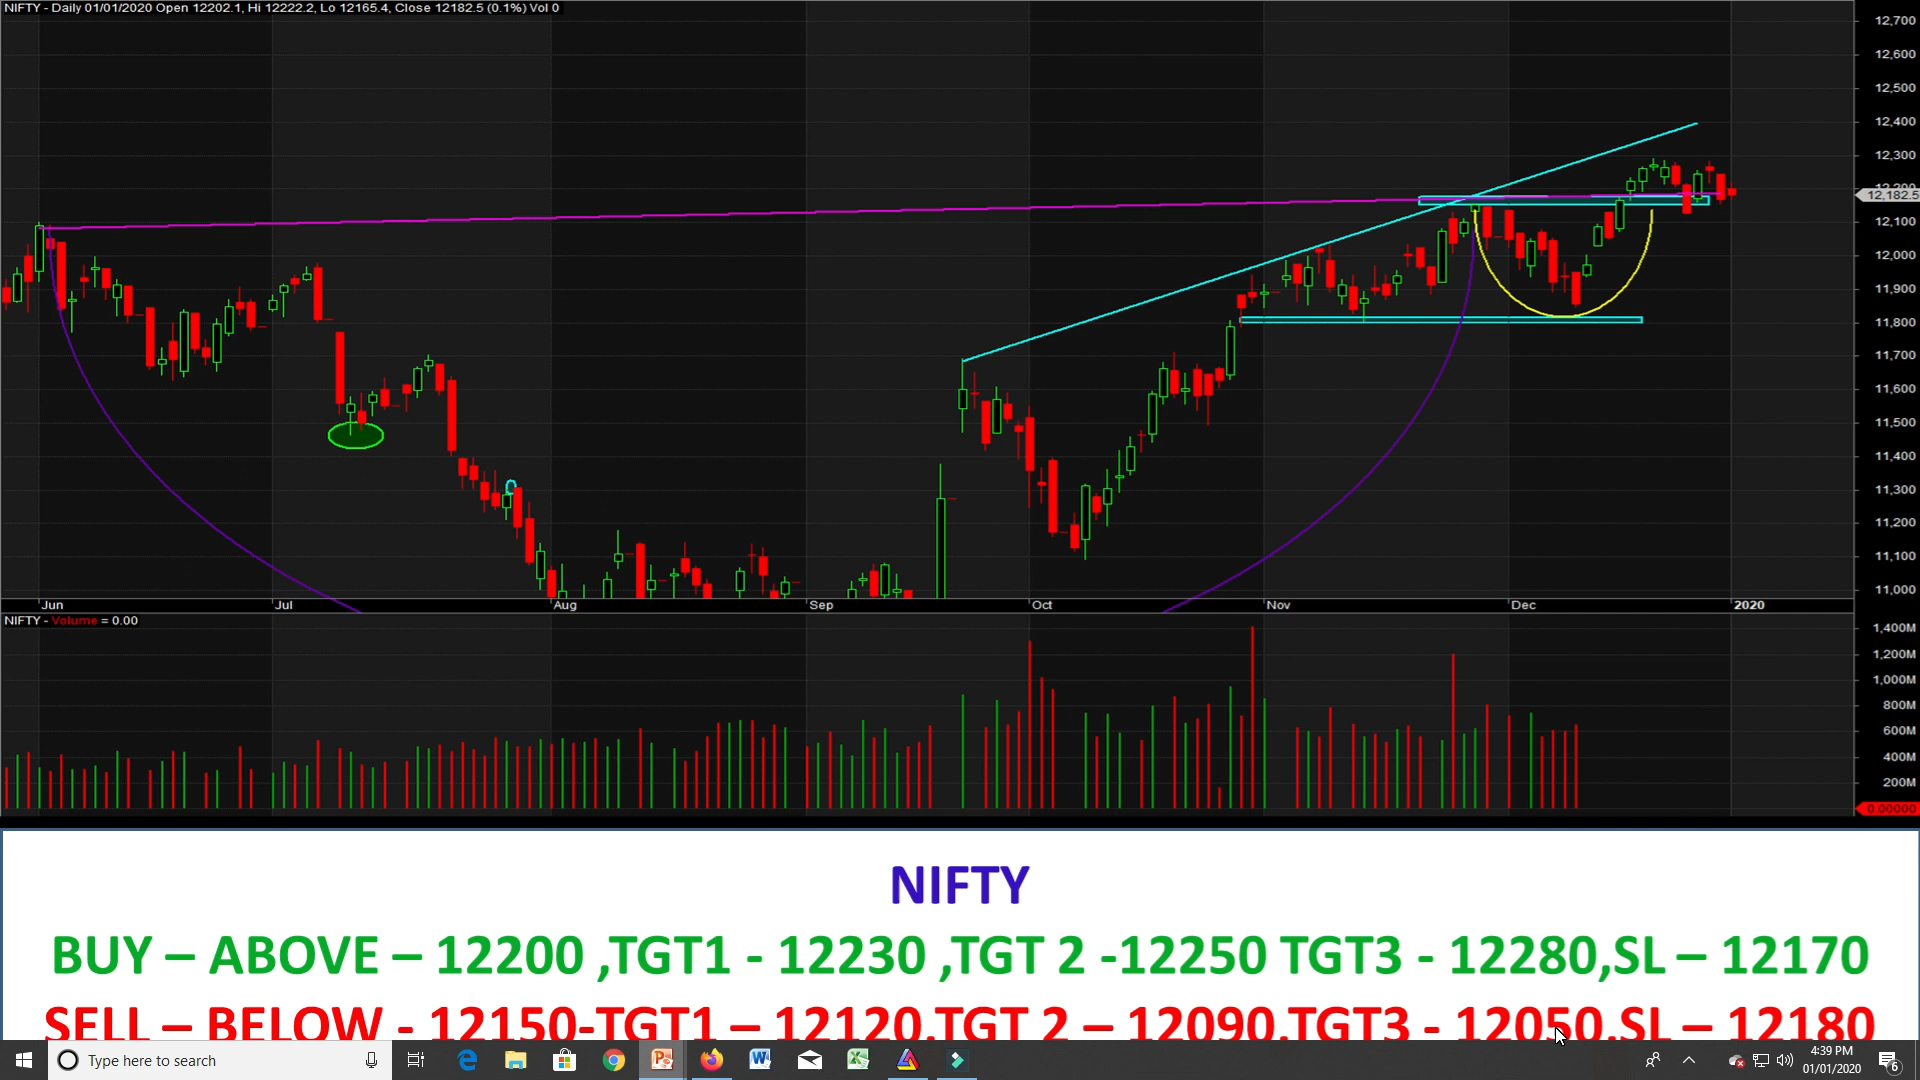 NIFTY - Daily 01/01/2020 Open 12202.1, Hi 12222.2, Lo 12165.4, Close 12182.5 (0.1%) Vol 0
12,700
12,600
12,500
12,400
12,300
12,200
12,182.5
12,100
12,000
11,900
11,800
11,700
11,600
11,500
11,400
11,300
11,200
11,100
11,000
Jun Jul Aug Sep Oct Nov Dec 2020
NIFTY - Volume = 0.00
1,400M
1,200M
1,000M
800M
600M
400M
200M
0.00000
NIFTY
BUY – ABOVE – 12200 ,TGT1 - 12230 ,TGT 2 -12250 TGT3 - 12280,SL – 12170
SELL – BELOW - 12150-TGT1 – 12120,TGT 2 – 12090,TGT3 - 12050,SL – 12180
Type here to search
4:39 PM
01/01/2020
6